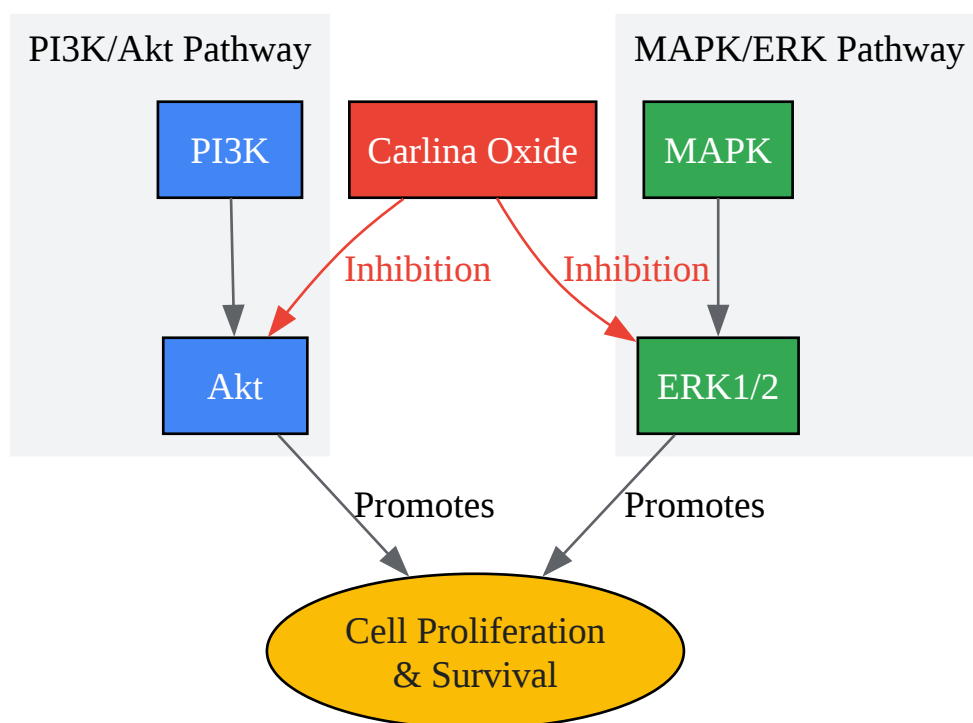 PI3K/Akt Pathway
MAPK/ERK Pathway
PI3K
Carlina Oxide
MAPK
Inhibition
Inhibition
Akt
ERK1/2
Promotes
Promotes
Cell Proliferation
& Survival